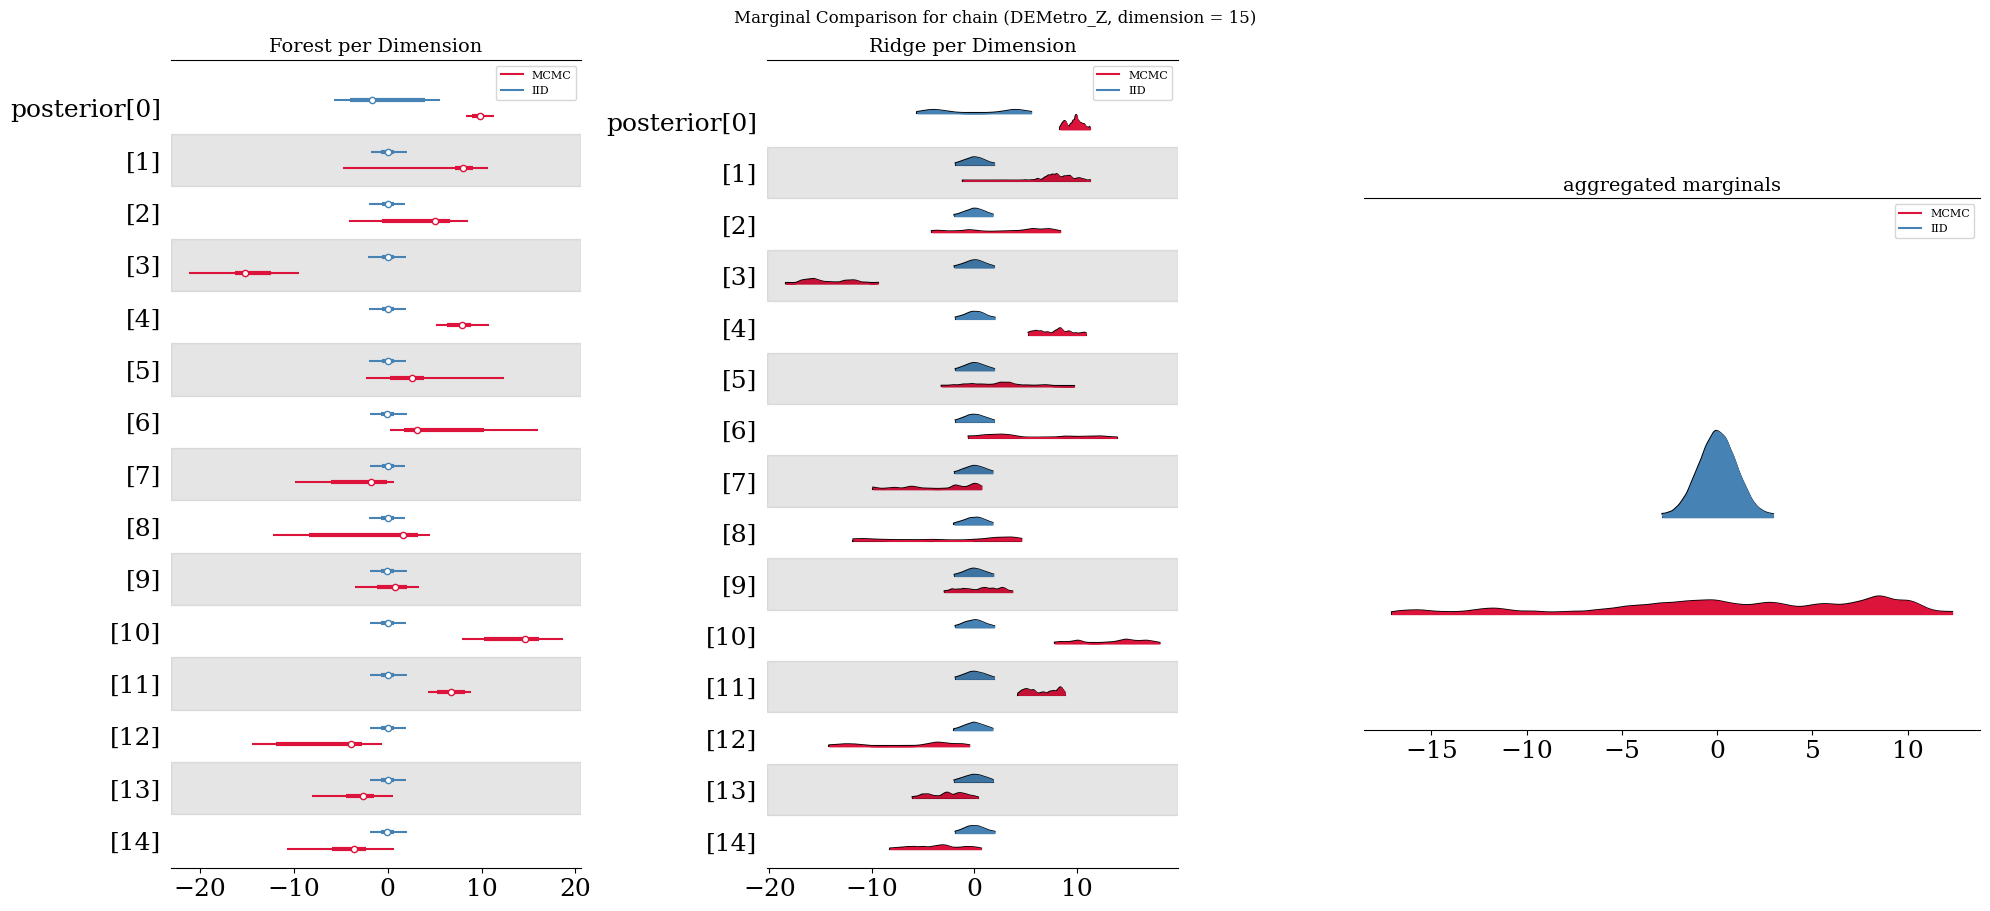 Marginal Comparison for chain (DEMetro_Z, dimension = 15)
Forest per Dimension
MCMC
IID
posterior[0]
[1]
[2]
[3]
[4]
[5]
[6]
[7]
[8]
[9]
[10]
[11]
[12]
[13]
[14]
−20 −10 0 10 20
Ridge per Dimension
MCMC
IID
posterior[0]
[1]
[2]
[3]
[4]
[5]
[6]
[7]
[8]
[9]
[10]
[11]
[12]
[13]
[14]
−20 −10 0 10
aggregated marginals
MCMC
IID
−15 −10 −5 0 5 10